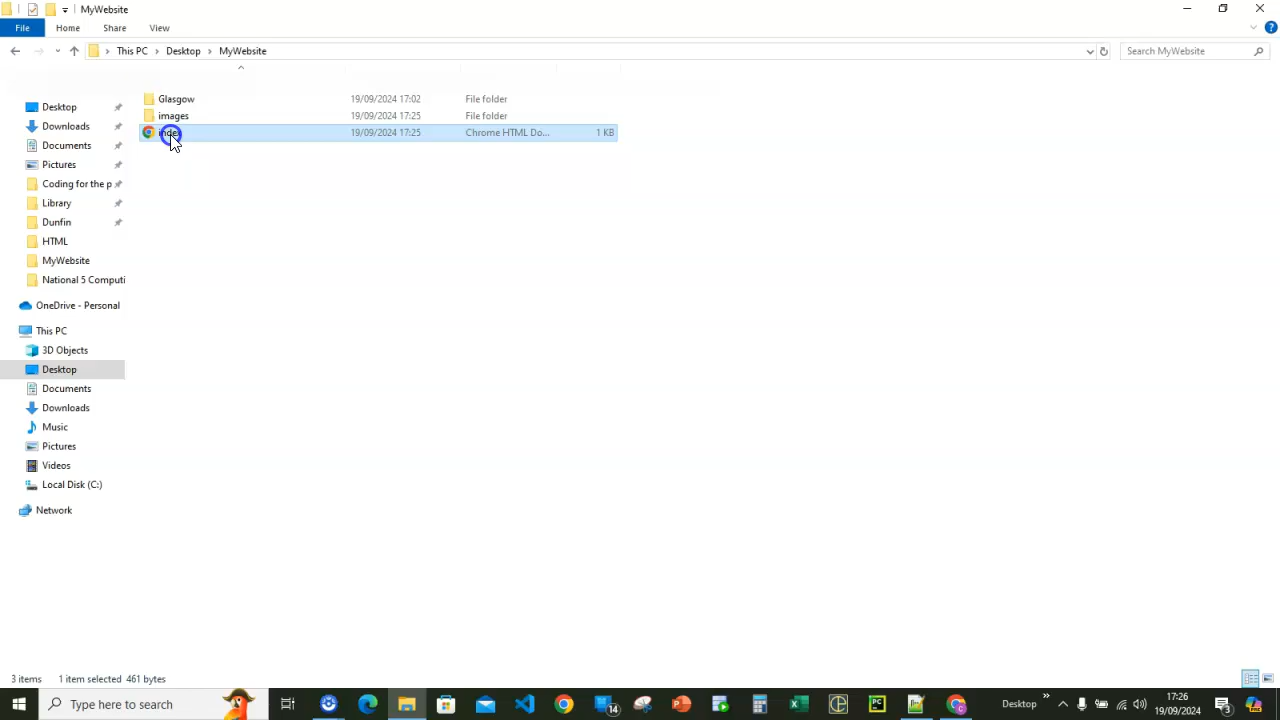 MyWebsite
File Home Share View
This PC Desktop MyWebsite Search MyWebsite
Glasgow 19/09/2024 17:02 File folder
images 19/09/2024 17:25 File folder
index 19/09/2024 17:25 Chrome HTML Do... 1 KB
Desktop
Downloads
Documents
Pictures
Coding for the p
Library
Dunfin
HTML
MyWebsite
National 5 Computi
OneDrive - Personal
This PC
3D Objects
Desktop
Documents
Downloads
Music
Pictures
Videos
Local Disk (C:)
Network
3 items 1 item selected 461 bytes
Type here to search
14
Desktop
17:26
19/09/2024
3